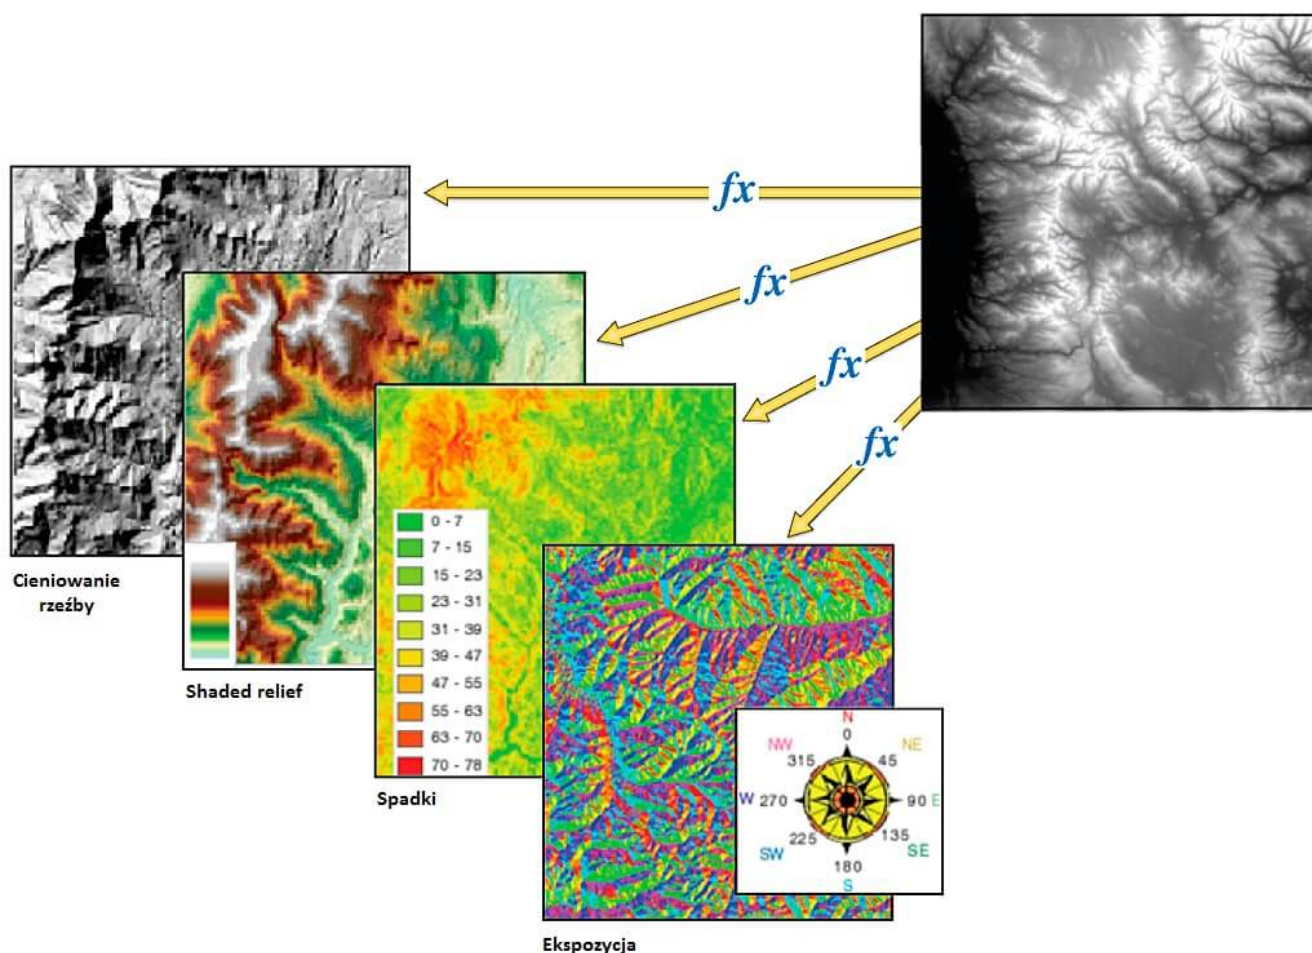 fx
fx
fx
fx
Cieniowanie
rzeźby
Shaded relief
0 - 7
7 - 15
15 - 23
23 - 31
31 - 39
39 - 47
47 - 55
55 - 63
63 - 70
70 - 78
Spadki
N
0
NW NE
315 45
W 270 90 E
225 135
SW SE
180
S
Ekspozycja